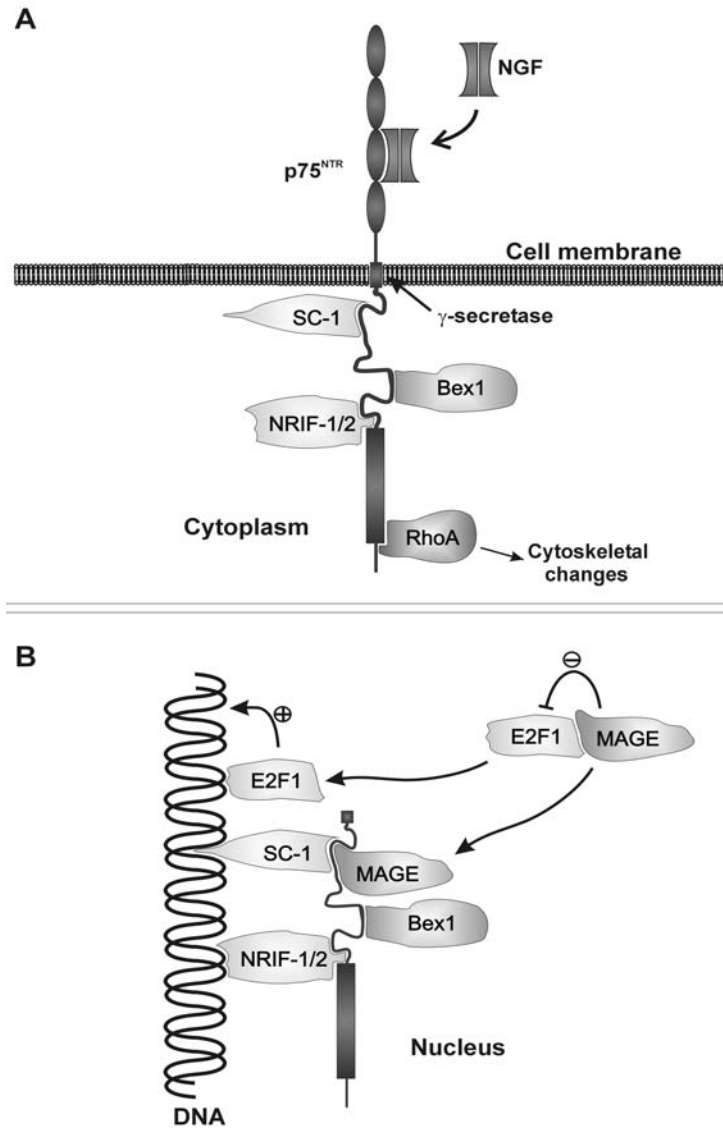 A
NGF
p75NTR
Cell membrane
SC-1
γ-secretase
Bex1
NRIF-1/2
Cytoplasm
RhoA
Cytoskeletal
changes
B
⊖
⊕
E2F1
MAGE
E2F1
SC-1
MAGE
Bex1
NRIF-1/2
Nucleus
DNA